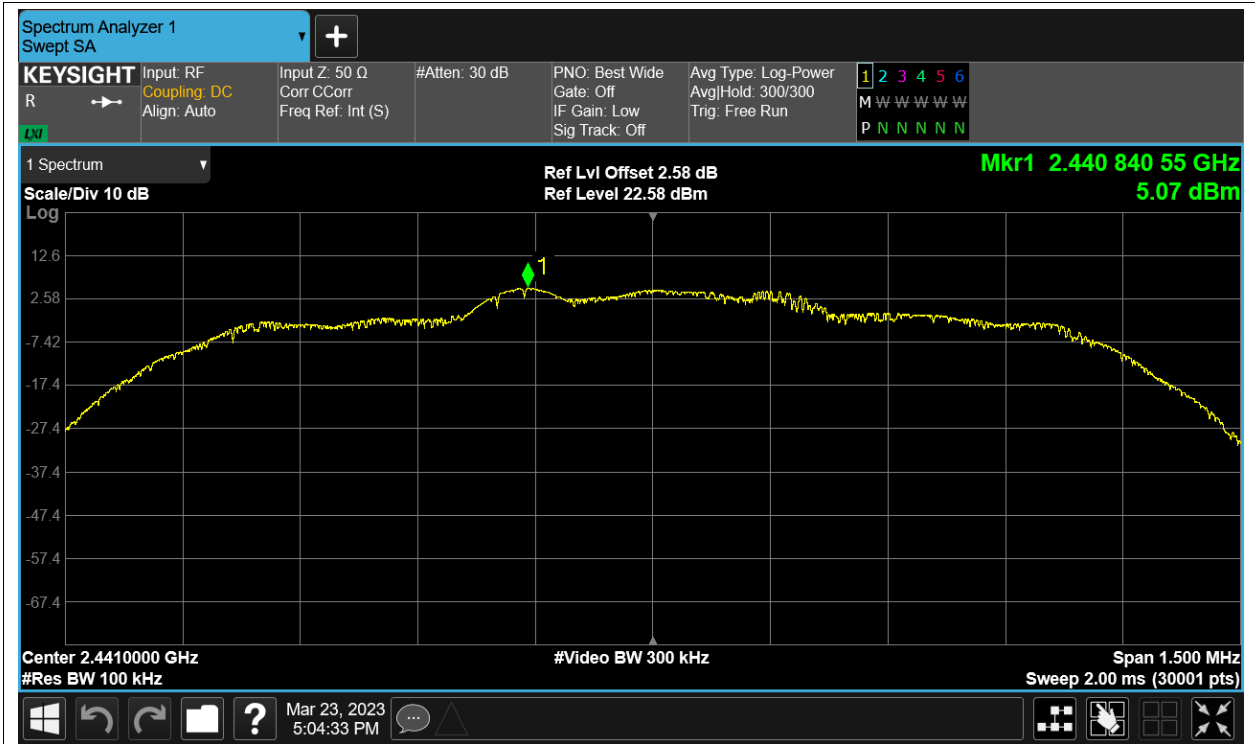 Spectrum Analyzer 1
Swept SA
KEYSIGHT
R
LXI
Input: RF
Coupling: DC
Align: Auto
Input Z: 50 Ω
Corr CCorr
Freq Ref: Int (S)
#Atten: 30 dB
PNO: Best Wide
Gate: Off
IF Gain: Low
Sig Track: Off
Avg Type: Log-Power
Avg|Hold: 300/300
Trig: Free Run
1 2 3 4 5 6
M W W W W W
P N N N N N
1 Spectrum
Scale/Div 10 dB
Log
Ref Lvl Offset 2.58 dB
Ref Level 22.58 dBm
Mkr1 2.440 840 55 GHz
5.07 dBm
1
12.6
2.58
-7.42
-17.4
-27.4
-37.4
-47.4
-57.4
-67.4
Center 2.4410000 GHz
#Res BW 100 kHz
#Video BW 300 kHz
Span 1.500 MHz
Sweep 2.00 ms (30001 pts)
?
Mar 23, 2023
5:04:33 PM